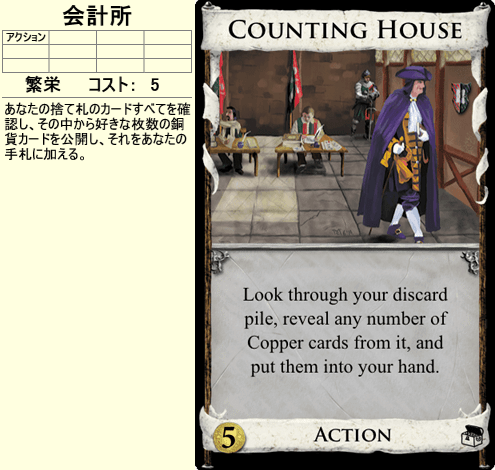 会計所
アクション
繁栄　コスト：　5
あなたの捨て札のカードすべてを確
認し、その中から好きな枚数の銅
貨カードを公開し、それをあなたの
手札に加える。
COUNTING HOUSE
Look through your discard
pile, reveal any number of
Copper cards from it, and
put them into your hand.
5
ACTION